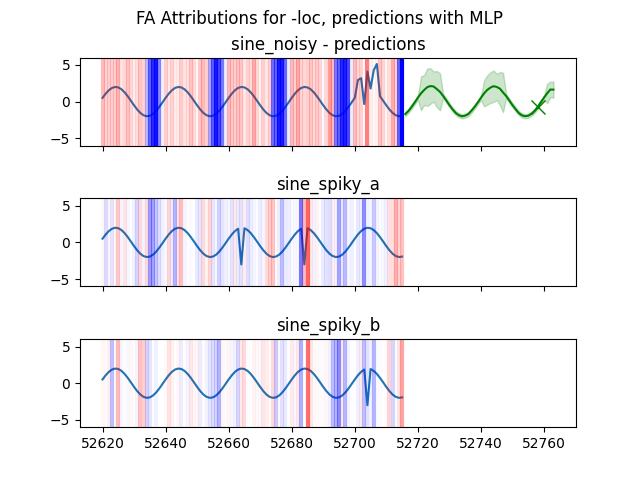 FA Attributions for -loc, predictions with MLP
sine_noisy - predictions
5
0
−5
sine_spiky_a
5
0
−5
sine_spiky_b
5
0
−5
52620 52640 52660 52680 52700 52720 52740 52760